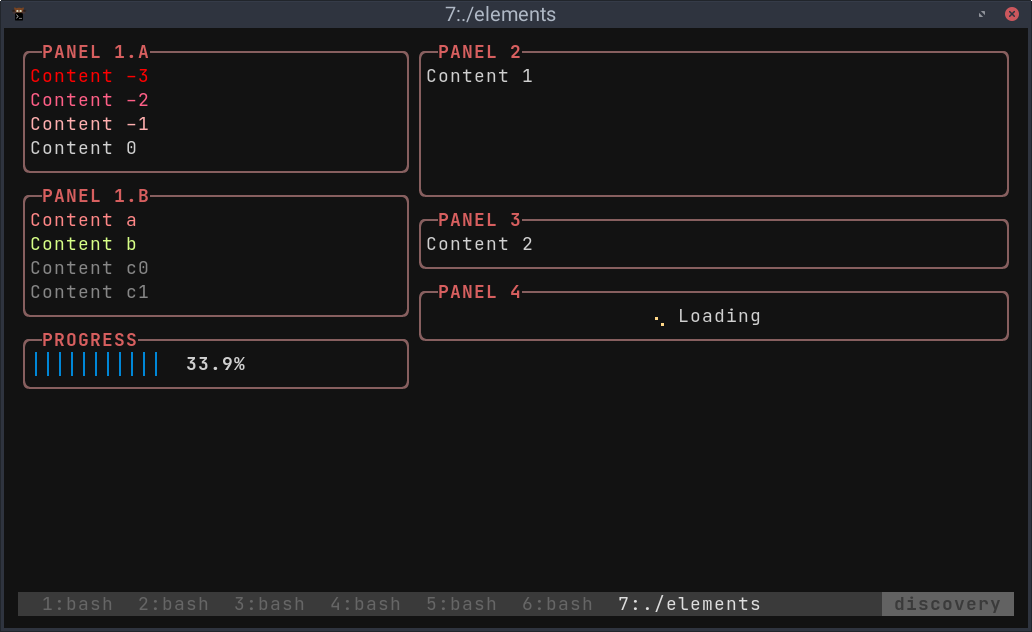 7:./elements
PANEL 1.A
Content -3
Content -2
Content -1
Content 0
PANEL 1.B
Content a
Content b
Content c0
Content c1
PROGRESS
33.9%
PANEL 2
Content 1
PANEL 3
Content 2
PANEL 4
Loading
1:bash 2:bash 3:bash 4:bash 5:bash 6:bash 7:./elements discovery